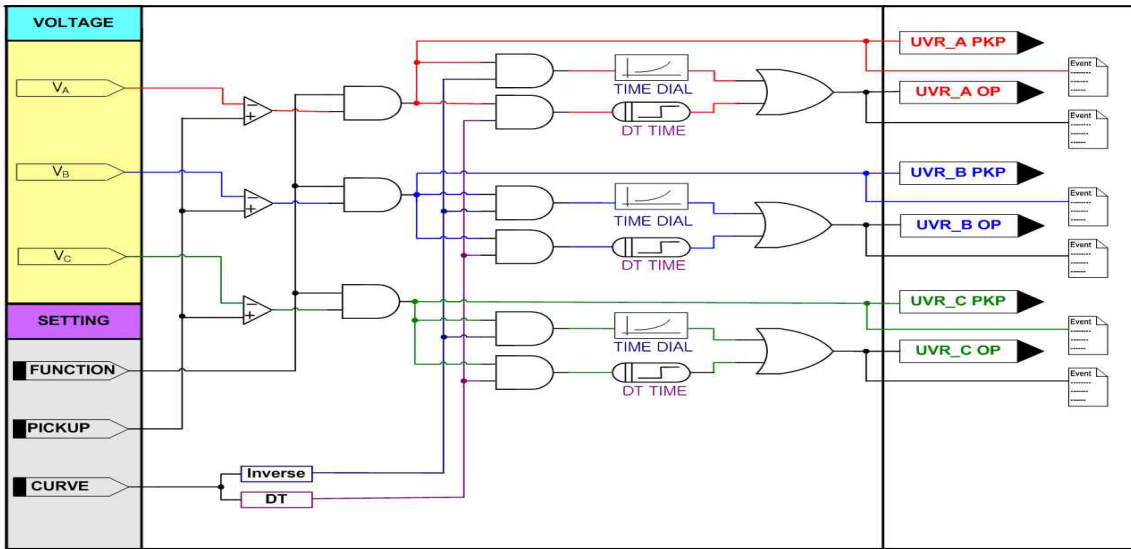 VOLTAGE
VA
VB
VC
SETTING
FUNCTION
PICKUP
CURVE
Inverse
DT
TIME DIAL
DT TIME
TIME DIAL
DT TIME
TIME DIAL
DT TIME
UVR_A PKP
Event
UVR_A OP
Event
UVR_B PKP
Event
UVR_B OP
Event
UVR_C PKP
Event
UVR_C OP
Event